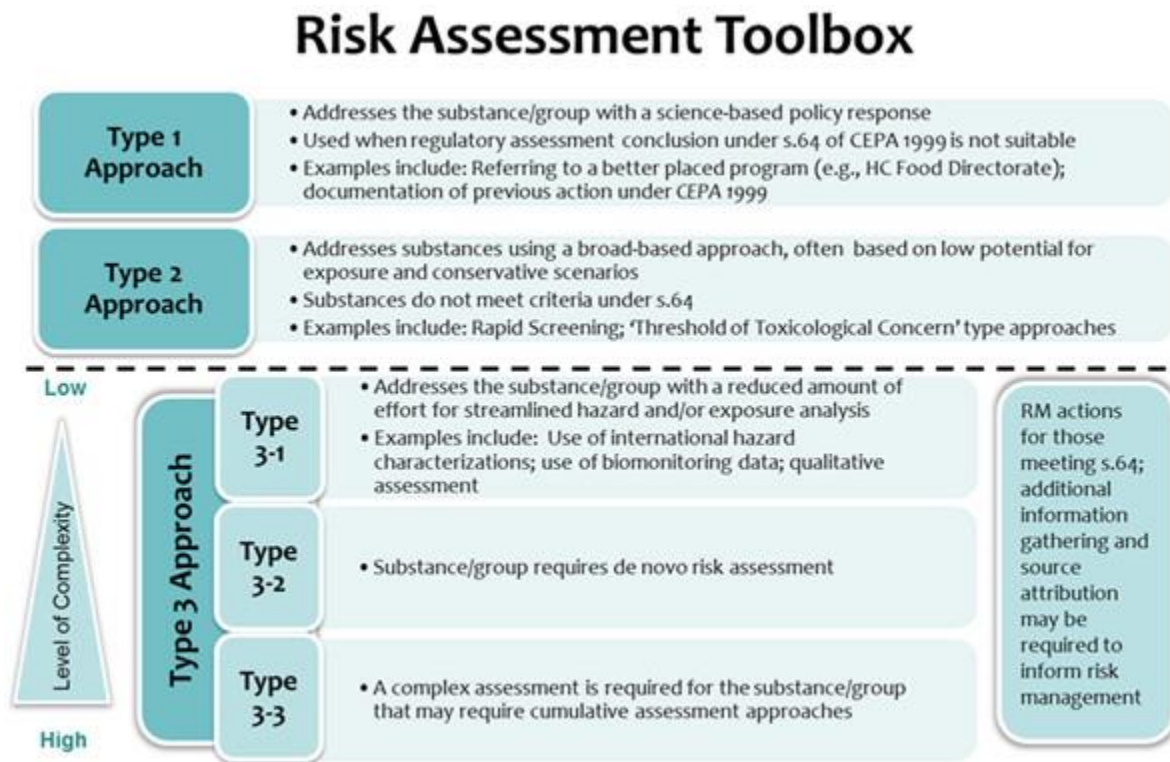 Risk Assessment Toolbox
Type 1
Approach
• Addresses the substance/group with a science-based policy response
• Used when regulatory assessment conclusion under s.64 of CEPA 1999 is not suitable
• Examples include: Referring to a better placed program (e.g., HC Food Directorate);
documentation of previous action under CEPA 1999
Type 2
Approach
• Addresses substances using a broad-based approach, often based on low potential for
exposure and conservative scenarios
• Substances do not meet criteria under s.64
• Examples include: Rapid Screening; ‘Threshold of Toxicological Concern’ type approaches
Low
Level of Complexity
High
Type 3 Approach
Type
3-1
• Addresses the substance/group with a reduced amount of
effort for streamlined hazard and/or exposure analysis
• Examples include: Use of international hazard
characterizations; use of biomonitoring data; qualitative
assessment
Type
3-2
• Substance/group requires de novo risk assessment
Type
3-3
• A complex assessment is required for the substance/group
that may require cumulative assessment approaches
RM actions
for those
meeting s.64;
additional
information
gathering and
source
attribution
may be
required to
inform risk
management